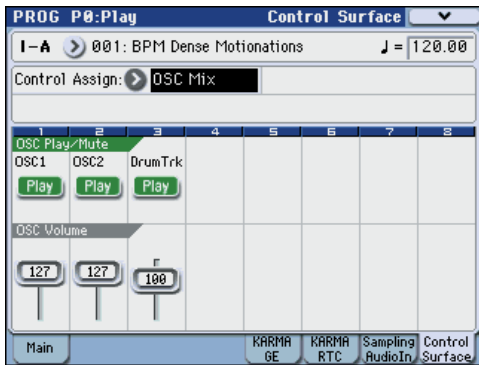 PROG P0:Play Control Surface
I-A 001: BPM Dense Motionations ♩= 120.00
Control Assign: OSC Mix
1 2 3 4 5 6 7 8
OSC Play/Mute
OSC1 OSC2 DrumTrk
Play Play Play
OSC Volume
127 127 100
Main KARMA GE KARMA RTC Sampling AudioIn Control Surface